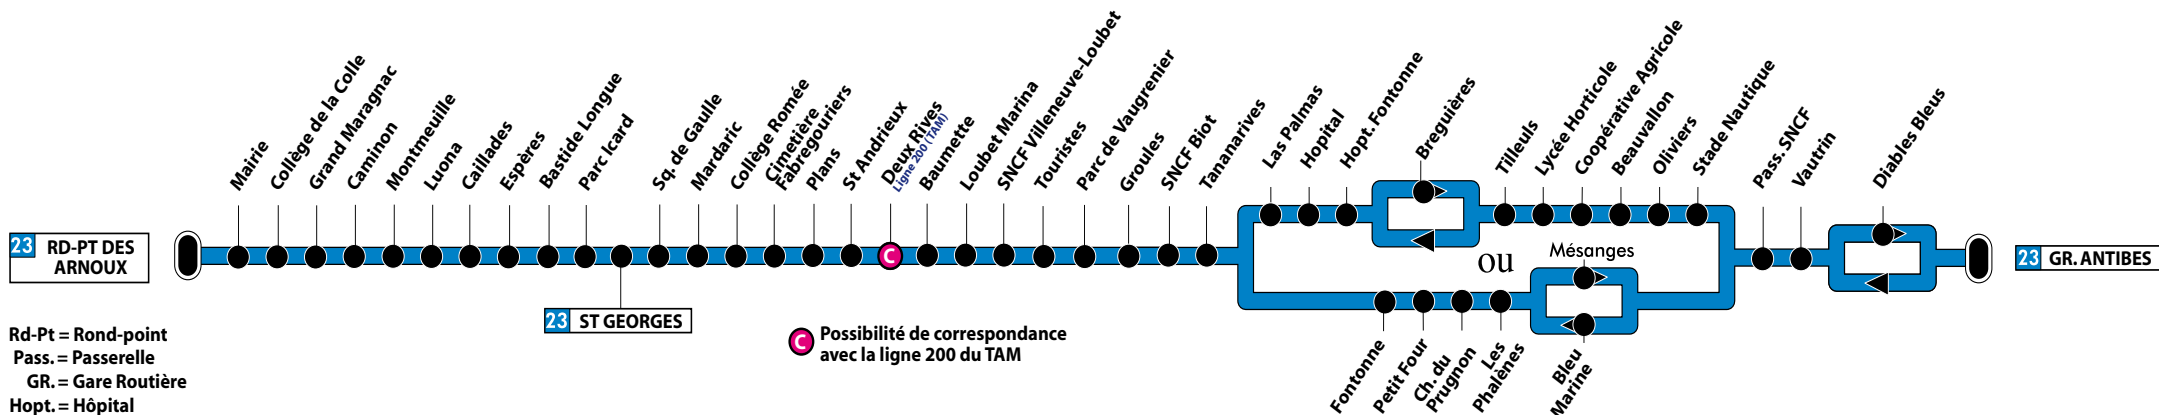 23 RD-PT DES
ARNOUX
Mairie
Collège de la Colle
Grand Maragnac
Caminon
Montmeuille
Luona
Caillades
Espères
Bastide Longue
Parc Icard
23 ST GEORGES
Sq. de Gaulle
Mardaric
Collège Romée
Cimetière
Fabregouriers
Plans
St Andrieux
Deux Rives
Ligne 200 (TAM)
C
Baumette
Loubet Marina
SNCF Villeneuve-Loubet
Touristes
Parc de Vaugrenier
Groules
SNCF Biot
Tananarives
Las Palmas
Hopital
Hopt. Fontonne
Breguières
Tilleuls
Lycée Horticole
Coopérative Agricole
Beauvallon
Oliviers
Stade Nautique
ou
Fontonne
Petit Four
Ch. du
Prugnon
Les
Phalènes
Mésanges
Bleu
Marine
Pass. SNCF
Vautrin
Diables Bleus
23 GR. ANTIBES
Rd-Pt = Rond-point
Pass. = Passerelle
GR. = Gare Routière
Hopt. = Hôpital
C Possibilité de correspondance
avec la ligne 200 du TAM